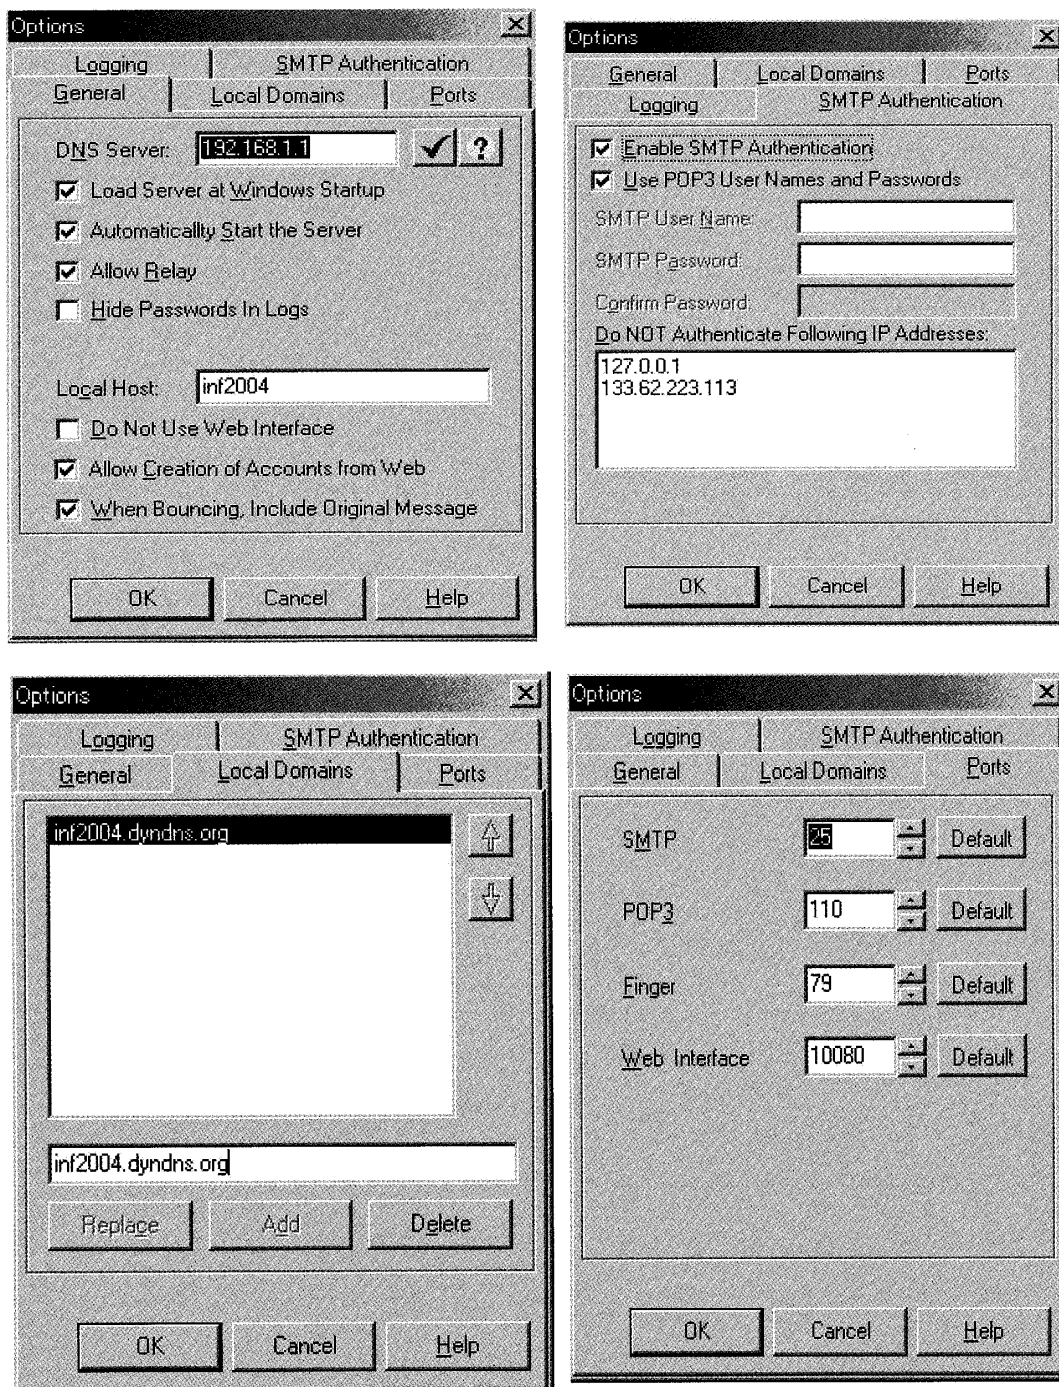 Options
Logging SMTP Authentication
General Local Domains Ports
DNS Server: 192.168.1.1 ?
Load Server at Windows Startup
Automatically Start the Server
Allow Relay
Hide Passwords In Logs
Local Host: inf2004
Do Not Use Web Interface
Allow Creation of Accounts from Web
When Bouncing, Include Original Message
OK Cancel Help
Options
General Local Domains Ports
Logging SMTP Authentication
Enable SMTP Authentication
Use POP3 User Names and Passwords
SMTP User Name:
SMTP Password:
Confirm Password:
Do NOT Authenticate Following IP Addresses:
127.0.0.1
133.62.223.113
OK Cancel Help
Options
Logging SMTP Authentication
General Local Domains Ports
inf2004.dyndns.org
inf2004.dyndns.org
Replace Add Delete
OK Cancel Help
Options
Logging SMTP Authentication
General Local Domains Ports
SMTP 25 Default
POP3 110 Default
Finger 79 Default
Web Interface 10080 Default
OK Cancel Help